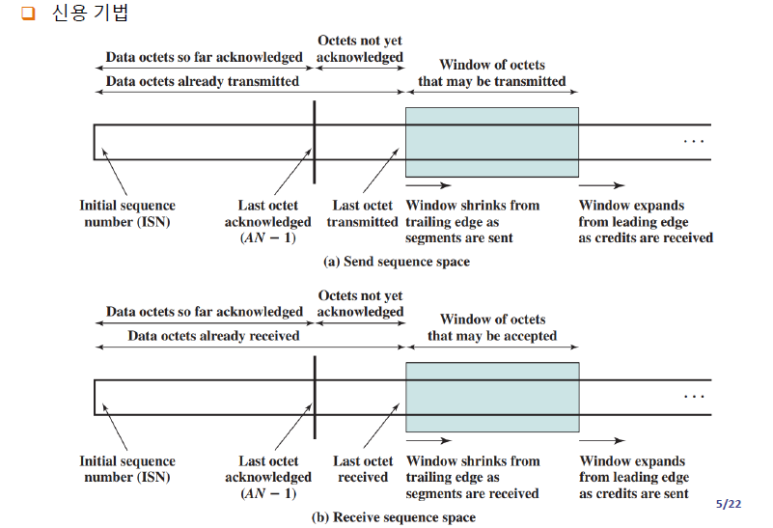 신용 기법
Octets not yet
Data octets so far acknowledged acknowledged
Window of octets
Data octets already transmitted that may be transmitted
. . .
Initial sequence Last octet Last octet Window shrinks from Window expands
number (ISN) acknowledged transmitted trailing edge as from leading edge
(AN − 1) segments are sent as credits are received
(a) Send sequence space
Octets not yet
Data octets so far acknowledged acknowledged
Window of octets
Data octets already received that may be accepted
. . .
Initial sequence Last octet Last octet Window shrinks from Window expands
number (ISN) acknowledged received trailing edge as from leading edge
(AN − 1) segments are received as credits are sent
5/22
(b) Receive sequence space